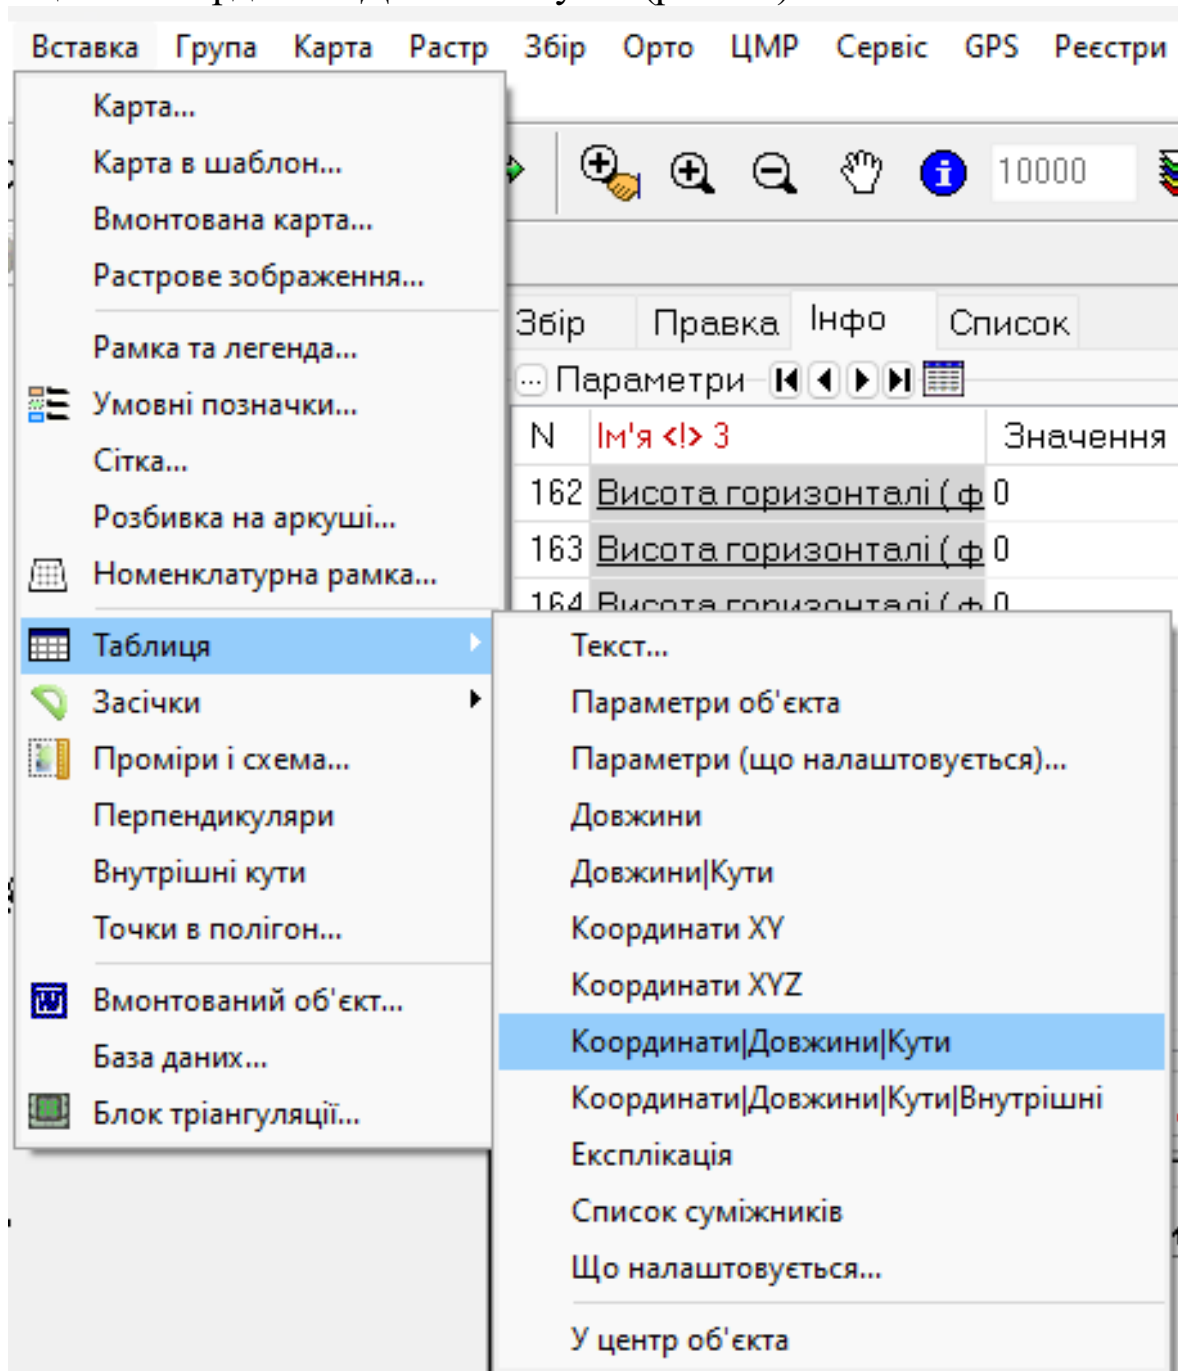 Вставка Група Карта Растр Збір Орто ЦМР Сервіс GPS Реєстри
Карта...
Карта в шаблон...
Вмонтована карта...
Растрове зображення...
Рамка та легенда...
Умовні позначки...
Сітка...
Розбивка на аркуші...
Номенклатурна рамка...
Таблиця
Засічки
Проміри і схема...
Перпендикуляри
Внутрішні кути
Точки в полігон...
Вмонтований об'єкт...
База даних...
Блок тріангуляції...
10000
Збір Правка Інфо Список
Параметри
N Ім'я <!> 3 Значення
162 Висота горизонталі ( ф 0
163 Висота горизонталі ( ф 0
164 Висота горизонталі ( ф 0
Текст...
Параметри об'єкта
Параметри (що налаштовується)...
Довжини
Довжини|Кути
Координати XY
Координати XYZ
Координати|Довжини|Кути
Координати|Довжини|Кути|Внутрішні
Експлікація
Список суміжників
Що налаштовується...
У центр об'єкта